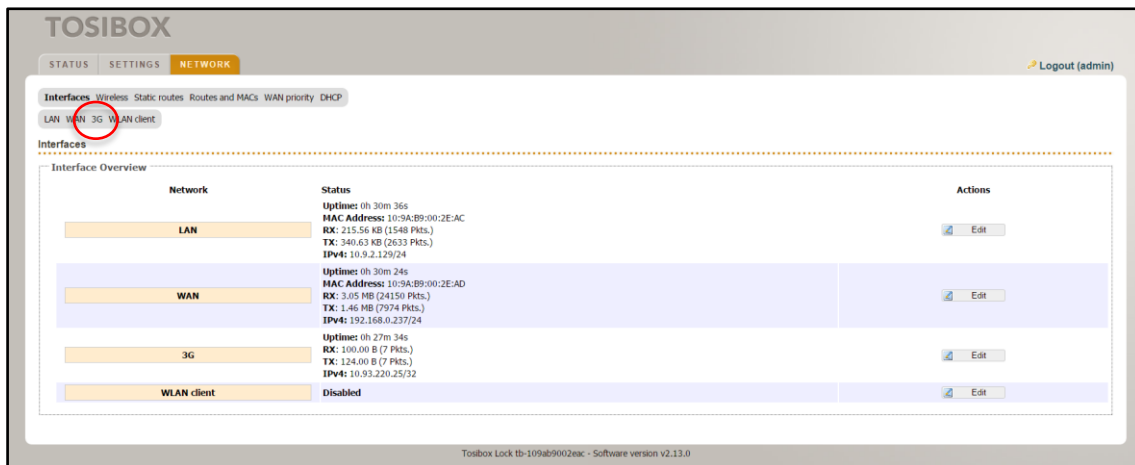 TOSIBOX
STATUS SETTINGS NETWORK
Logout (admin)
Interfaces Wireless Static routes Routes and MACs WAN priority DHCP
LAN WAN 3G WLAN client
Interfaces
Interface Overview
Network Status Actions
Uptime: 0h 30m 36s
MAC Address: 10:9A:B9:00:2E:AC
LAN RX: 215.56 KB (1548 Pkts.) Edit
TX: 340.63 KB (2633 Pkts.)
IPv4: 10.9.2.129/24
Uptime: 0h 30m 24s
MAC Address: 10:9A:B9:00:2E:AD
WAN RX: 3.05 MB (24150 Pkts.) Edit
TX: 1.46 MB (7974 Pkts.)
IPv4: 192.168.0.237/24
Uptime: 0h 27m 34s
RX: 100.00 B (7 Pkts.)
3G TX: 124.00 B (7 Pkts.) Edit
IPv4: 10.93.220.25/32
WLAN client Disabled Edit
Tosibox Lock tb-109ab9002eac - Software version v2.13.0